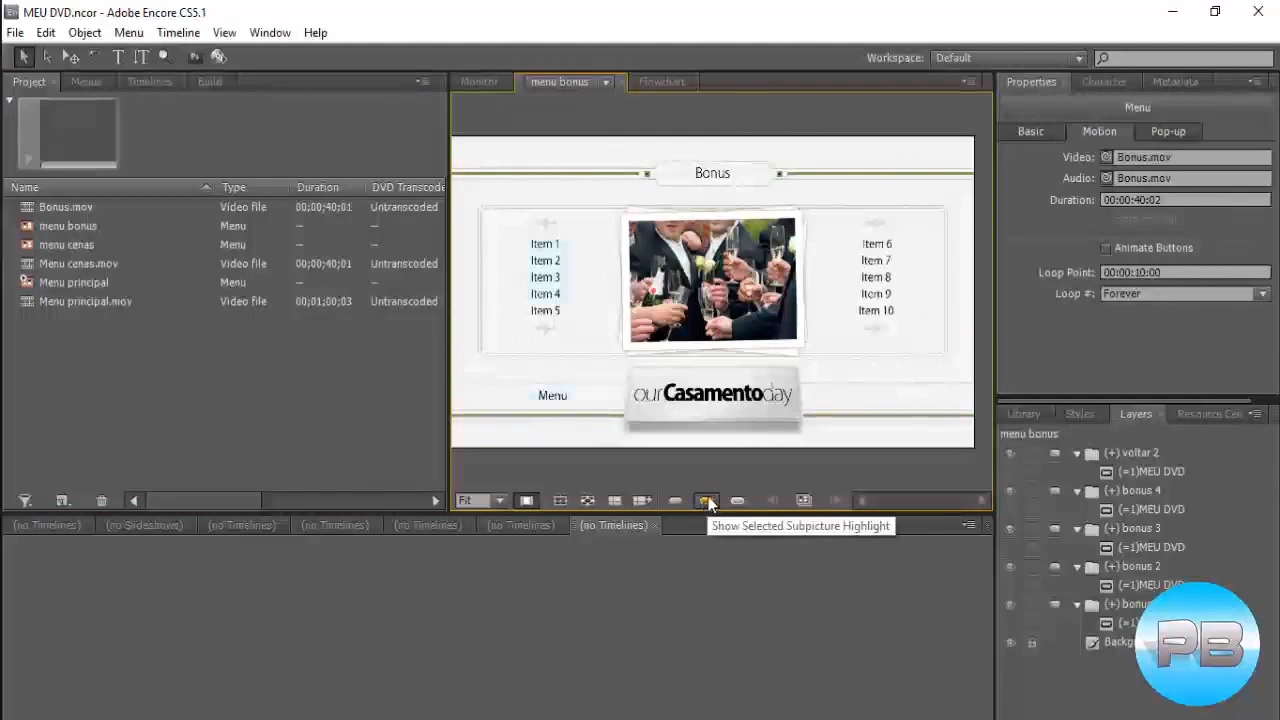 MEU DVD.ncor - Adobe Encore CS5.1
File Edit Object Menu Timeline View Window Help
Workspace: Default
Project Menus Timelines Build
Monitor menu bonus Flowchart
Properties Character Metadata
Menu
Basic Motion Pop-up
Video: Bonus.mov
Audio: Bonus.mov
Duration: 00:00:40:02
Animate Buttons
Loop Point: 00:00:10:00
Loop #: Forever
Name Type Duration DVD Transcode
Bonus.mov Video file 00;00;40;01 Untranscoded
menu bonus Menu –
menu cenas Menu –
Menu cenas.mov Video file 00;00;40;01 Untranscoded
Menu principal Menu –
Menu principal.mov Video file 00;01;00;03 Untranscoded
Bonus
Item 1
Item 2
Item 3
Item 4
Item 5
Item 6
Item 7
Item 8
Item 9
Item 10
Menu
ourCasamentoday
Fit
Show Selected Subpicture Highlight
(no Timelines) (no Slideshows) (no Timelines) (no Timelines) (no Timelines) (no Timelines) (no Timelines)
Library Styles Layers Resource Cen
menu bonus
(+) voltar 2
(=1)MEU DVD
(+) bonus 4
(=1)MEU DVD
(+) bonus 3
(=1)MEU DVD
(+) bonus 2
(=1)MEU DVD
(+) bonus
(=1)
Backg
PB